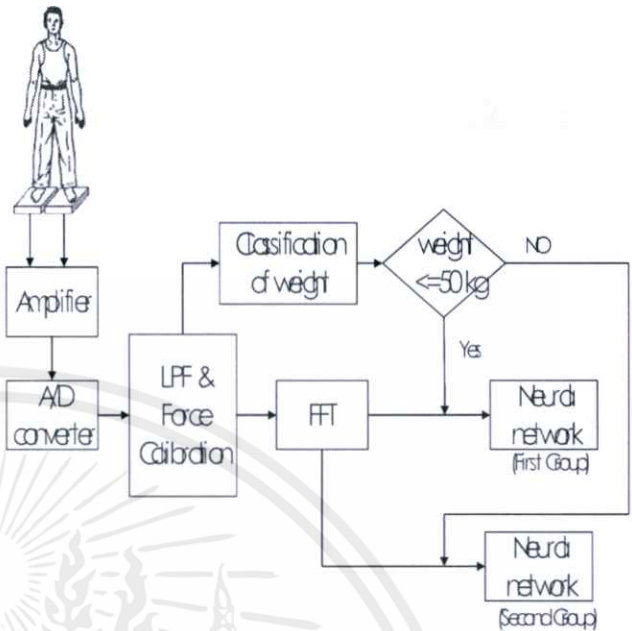 Amplifier
A/D
converter
LPF &
Force
Calibration
Classification
of weight
weight
<=50 kg
NO
Yes
FFT
Neural
network
(First Group)
Neural
network
(Second Group)